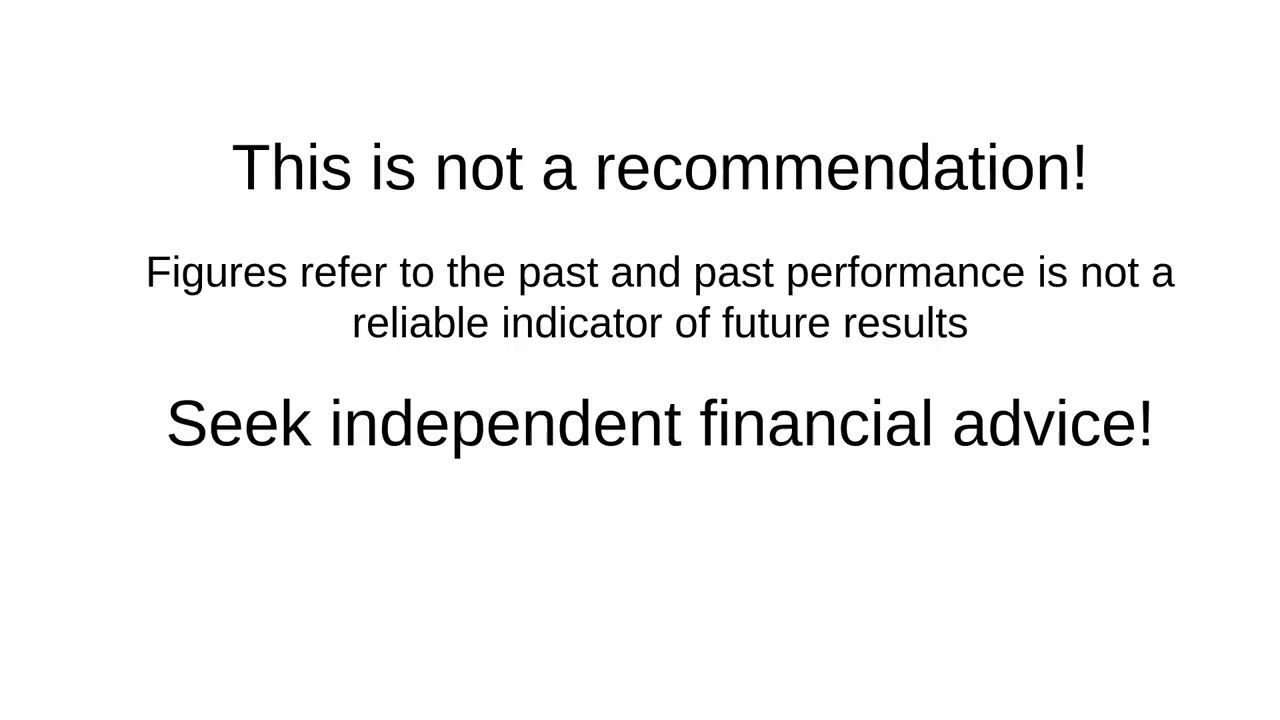 This is not a recommendation!
Figures refer to the past and past performance is not a
reliable indicator of future results
Seek independent financial advice!